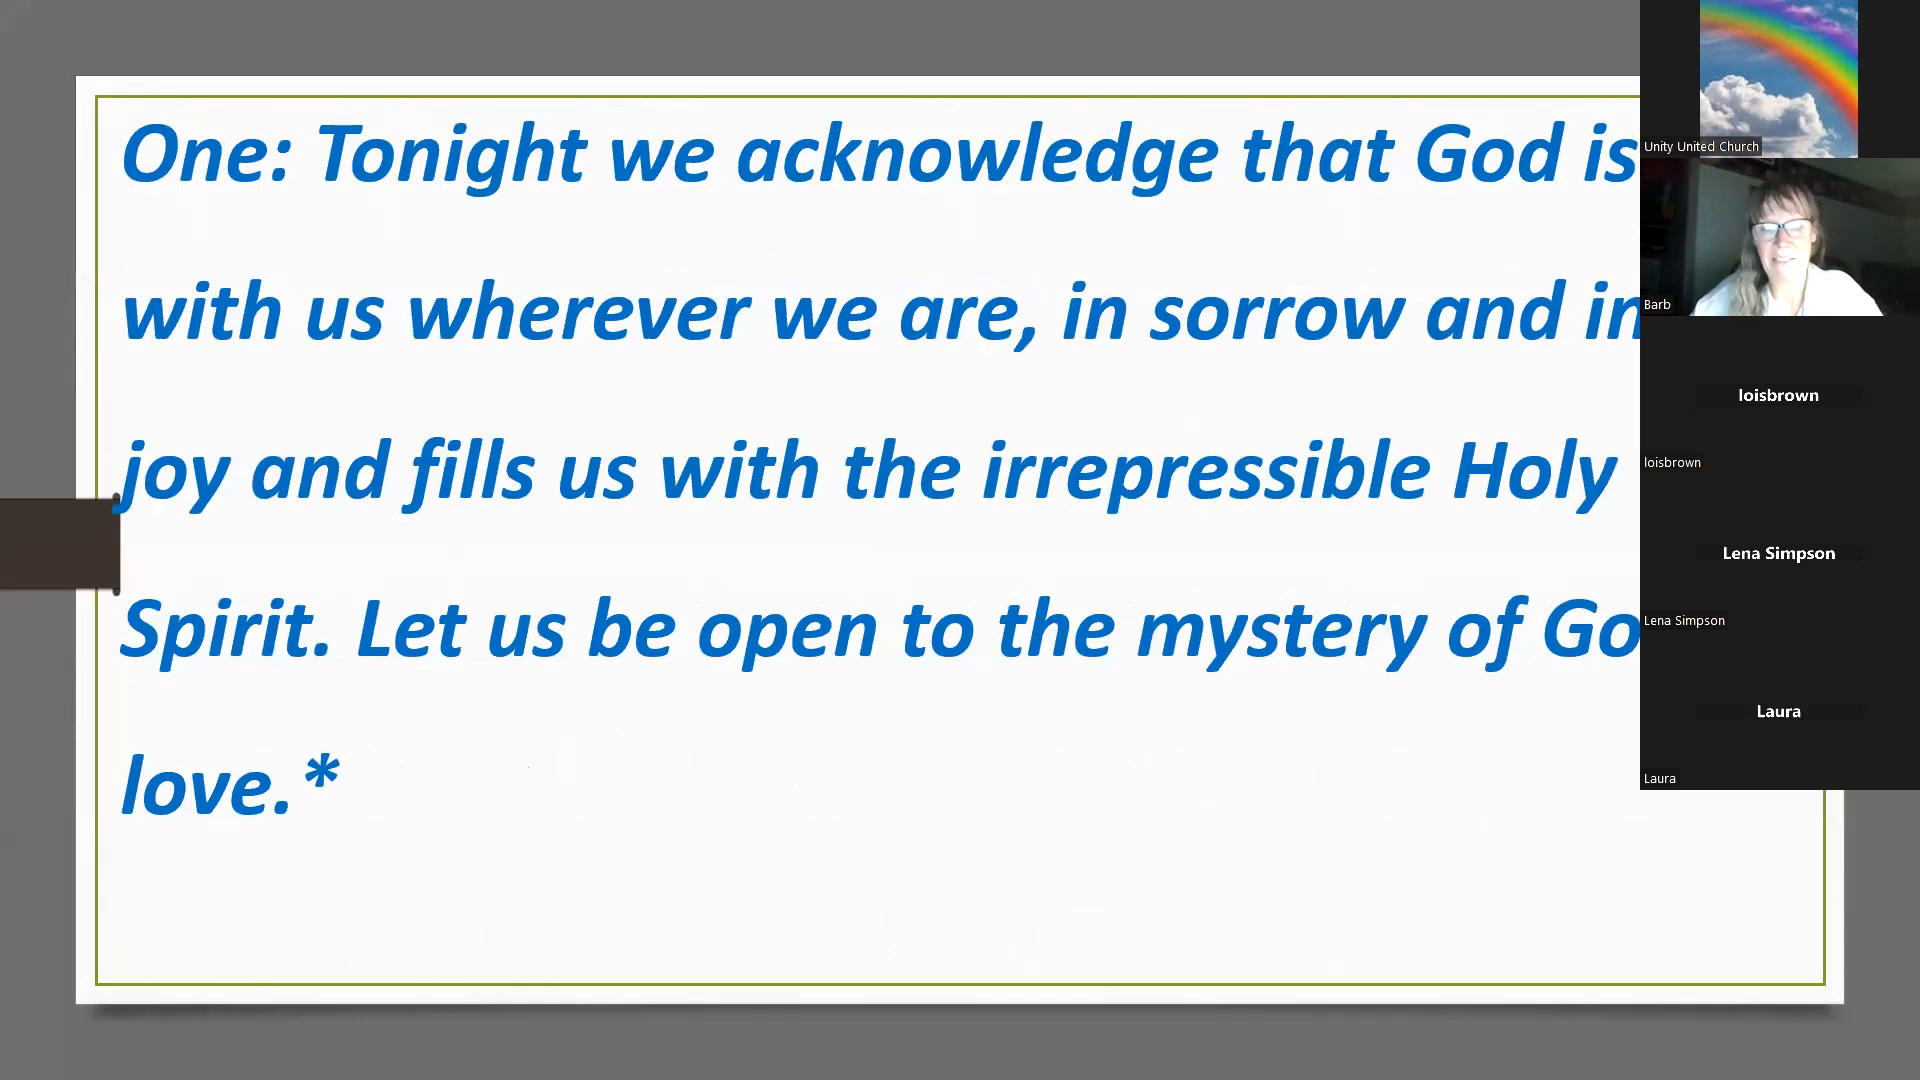 One: Tonight we acknowledge that God is
with us wherever we are, in sorrow and in
joy and fills us with the irrepressible Holy
Spirit. Let us be open to the mystery of Go
love.*
Unity United Church
Barb
loisbrown
loisbrown
Lena Simpson
Lena Simpson
Laura
Laura